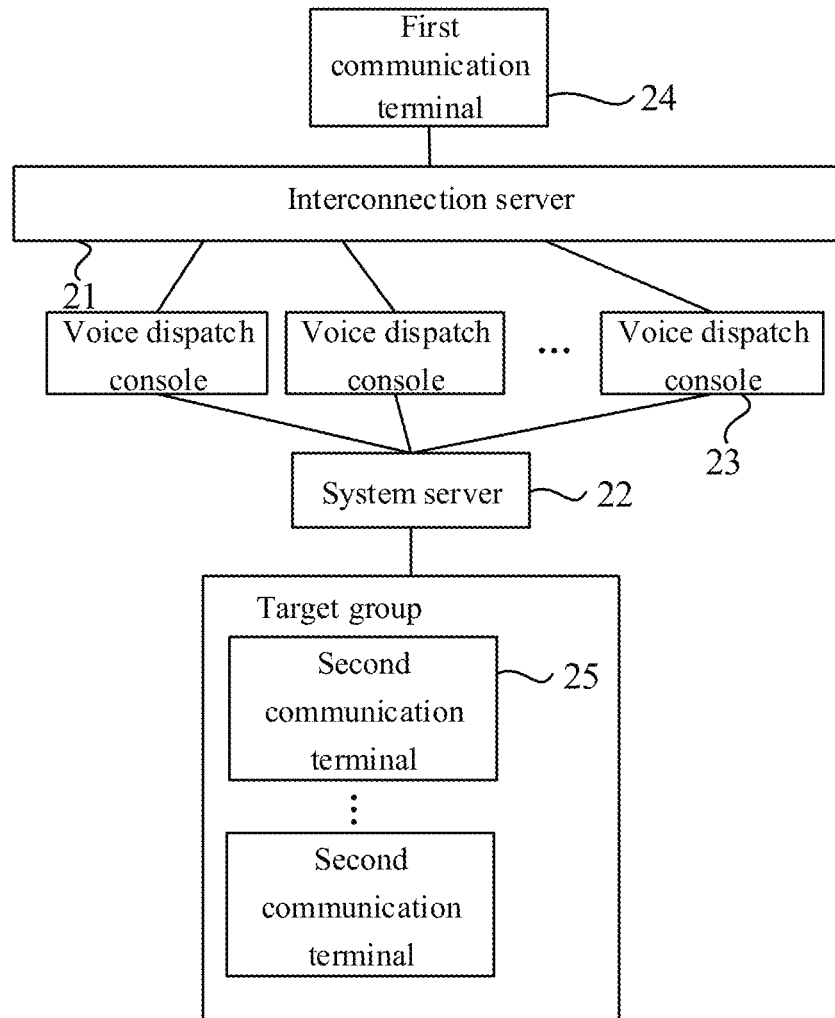 First
communication
terminal
24
Interconnection server
21
Voice dispatch
console
Voice dispatch
console
...
Voice dispatch
console
23
System server
22
Target group
Second
communication
terminal
25
Second
communication
terminal